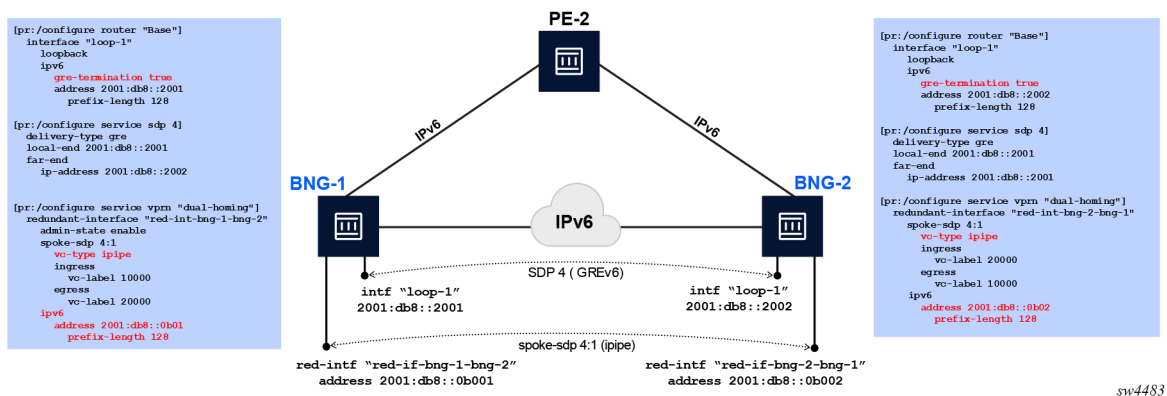 [pr:/configure router "Base"]
interface "loop-1"
loopback
ipv6
gre-termination true
address 2001:db8::2001
prefix-length 128
[pr:/configure service sdp 4]
delivery-type gre
local-end 2001:db8::2001
far-end
ip-address 2001:db8::2002
[pr:/configure service vprn "dual-homing"]
redundant-interface "red-int-bng-1-bng-2"
admin-state enable
spoke-sdp 4:1
vc-type ipipe
ingress
vc-label 10000
egress
vc-label 20000
ipv6
address 2001:db8::0b01
prefix-length 128
PE-2
IPv6
IPv6
BNG-1
BNG-2
IPv6
SDP 4 ( GREv6)
intf “loop-1”
2001:db8::2001
intf “loop-1”
2001:db8::2002
spoke-sdp 4:1 (ipipe)
red-intf “red-if-bng-1-bng-2”
address 2001:db8::0b001
red-intf “red-if-bng-2-bng-1”
address 2001:db8::0b002
[pr:/configure router "Base"]
interface "loop-1"
loopback
ipv6
gre-termination true
address 2001:db8::2002
prefix-length 128
[pr:/configure service sdp 4]
delivery-type gre
local-end 2001:db8::2001
far-end
ip-address 2001:db8::2001
[pr:/configure service vprn "dual-homing"]
redundant-interface "red-int-bng-2-bng-1"
spoke-sdp 4:1
vc-type ipipe
ingress
vc-label 20000
egress
vc-label 10000
ipv6
address 2001:db8::0b02
prefix-length 128
sw4483